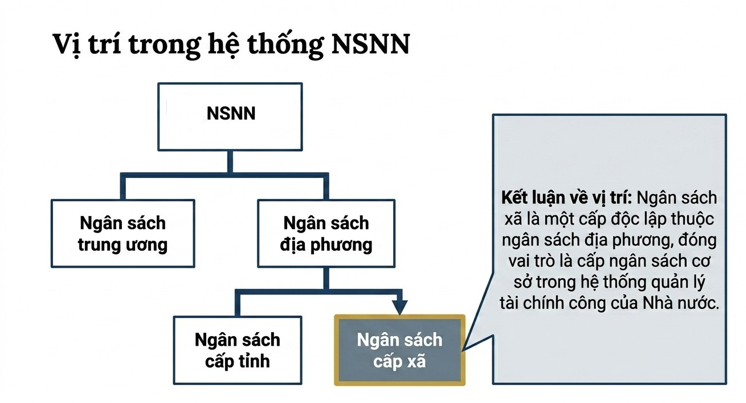 Vị trí trong hệ thống NSNN
NSNN
Ngân sách
trung ương
Ngân sách
địa phương
Ngân sách
cấp tỉnh
Ngân sách
cấp xã
Kết luận về vị trí: Ngân sách
xã là một cấp độc lập thuộc
ngân sách địa phương, đóng
vai trò là cấp ngân sách cơ
sở trong hệ thống quản lý
tài chính công của Nhà nước.